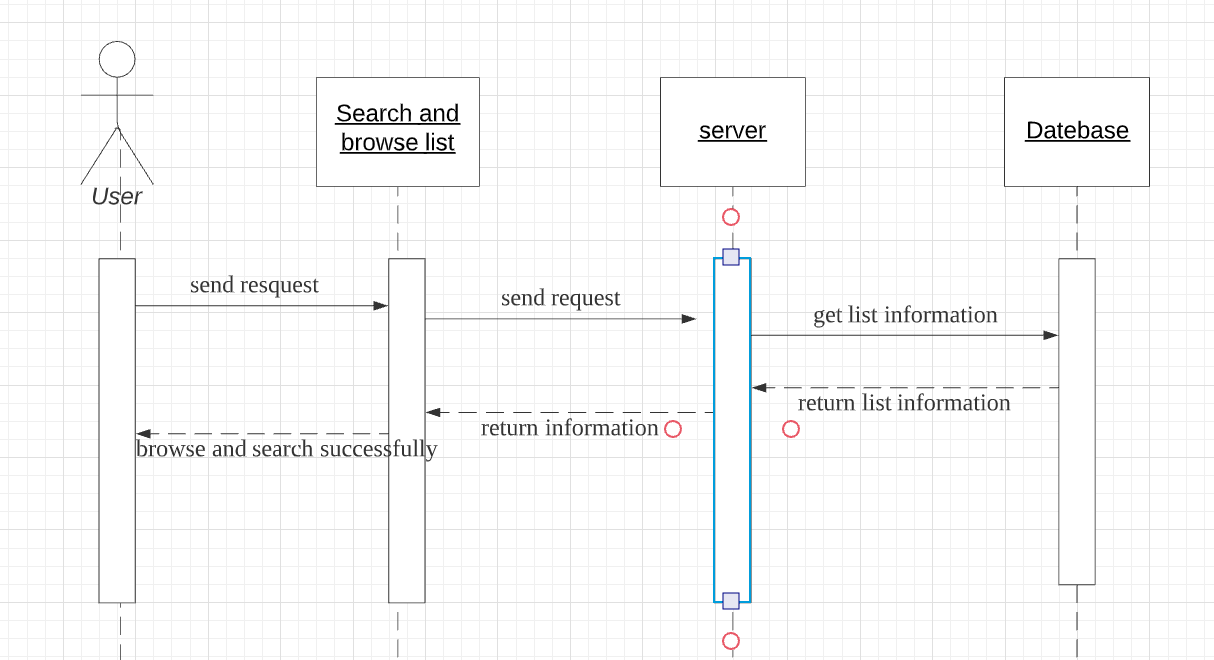 Search and
browse list
server
Datebase
User
send resquest
send request
get list information
return list information
return information
browse and search successfully